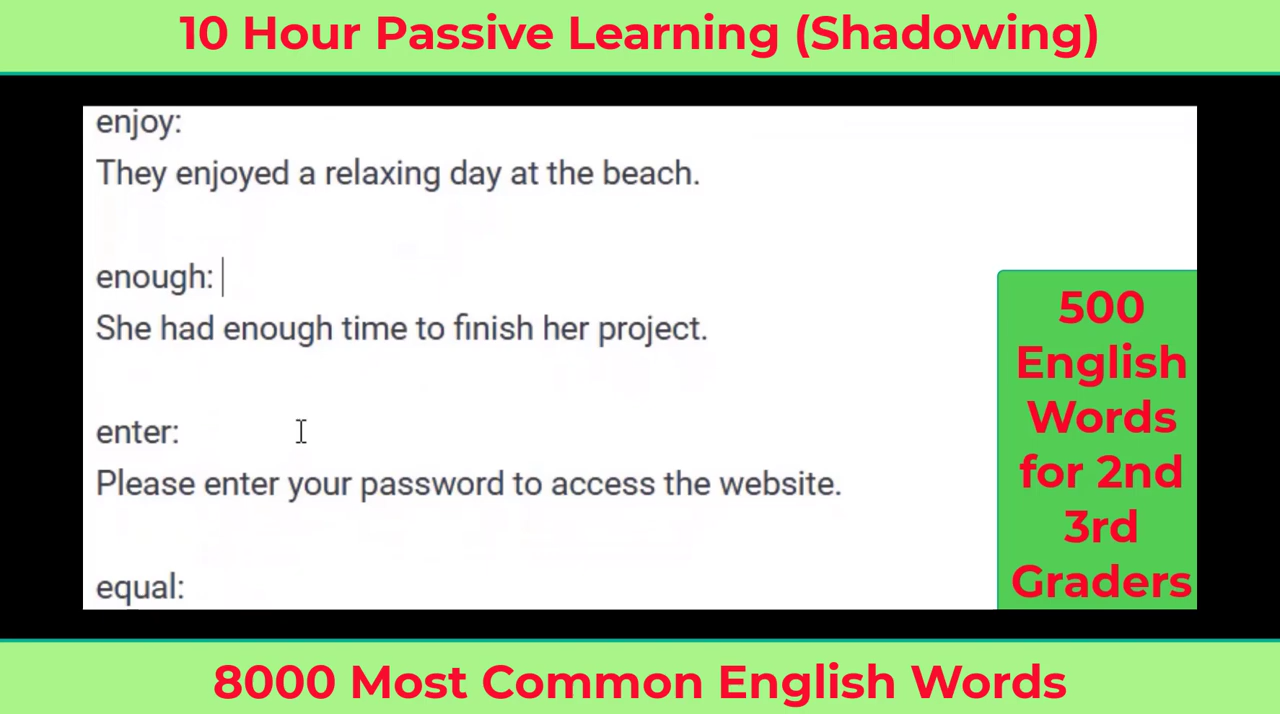 10 Hour Passive Learning (Shadowing)
enjoy:
They enjoyed a relaxing day at the beach.
enough:
She had enough time to finish her project.
enter:
Please enter your password to access the website.
equal:
500
English
Words
for 2nd
3rd
Graders
8000 Most Common English Words